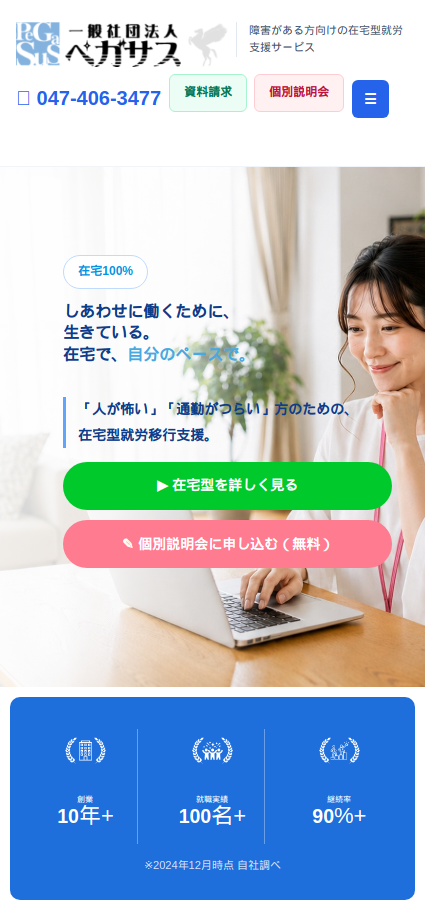 PeGaSuS
一般社団法人
ペガサス
障害がある方向けの在宅型就労
支援サービス
047-406-3477
資料請求
個別説明会
☰
在宅100%
しあわせに働くために、
生きている。
在宅で、自分のペースで。
「人が怖い」「通勤がつらい」方のための、
在宅型就労移行支援。
▶ 在宅型を詳しく見る
✎ 個別説明会に申し込む（無料）
創業
10年+
就職実績
100名+
継続率
90%+
※2024年12月時点 自社調べ